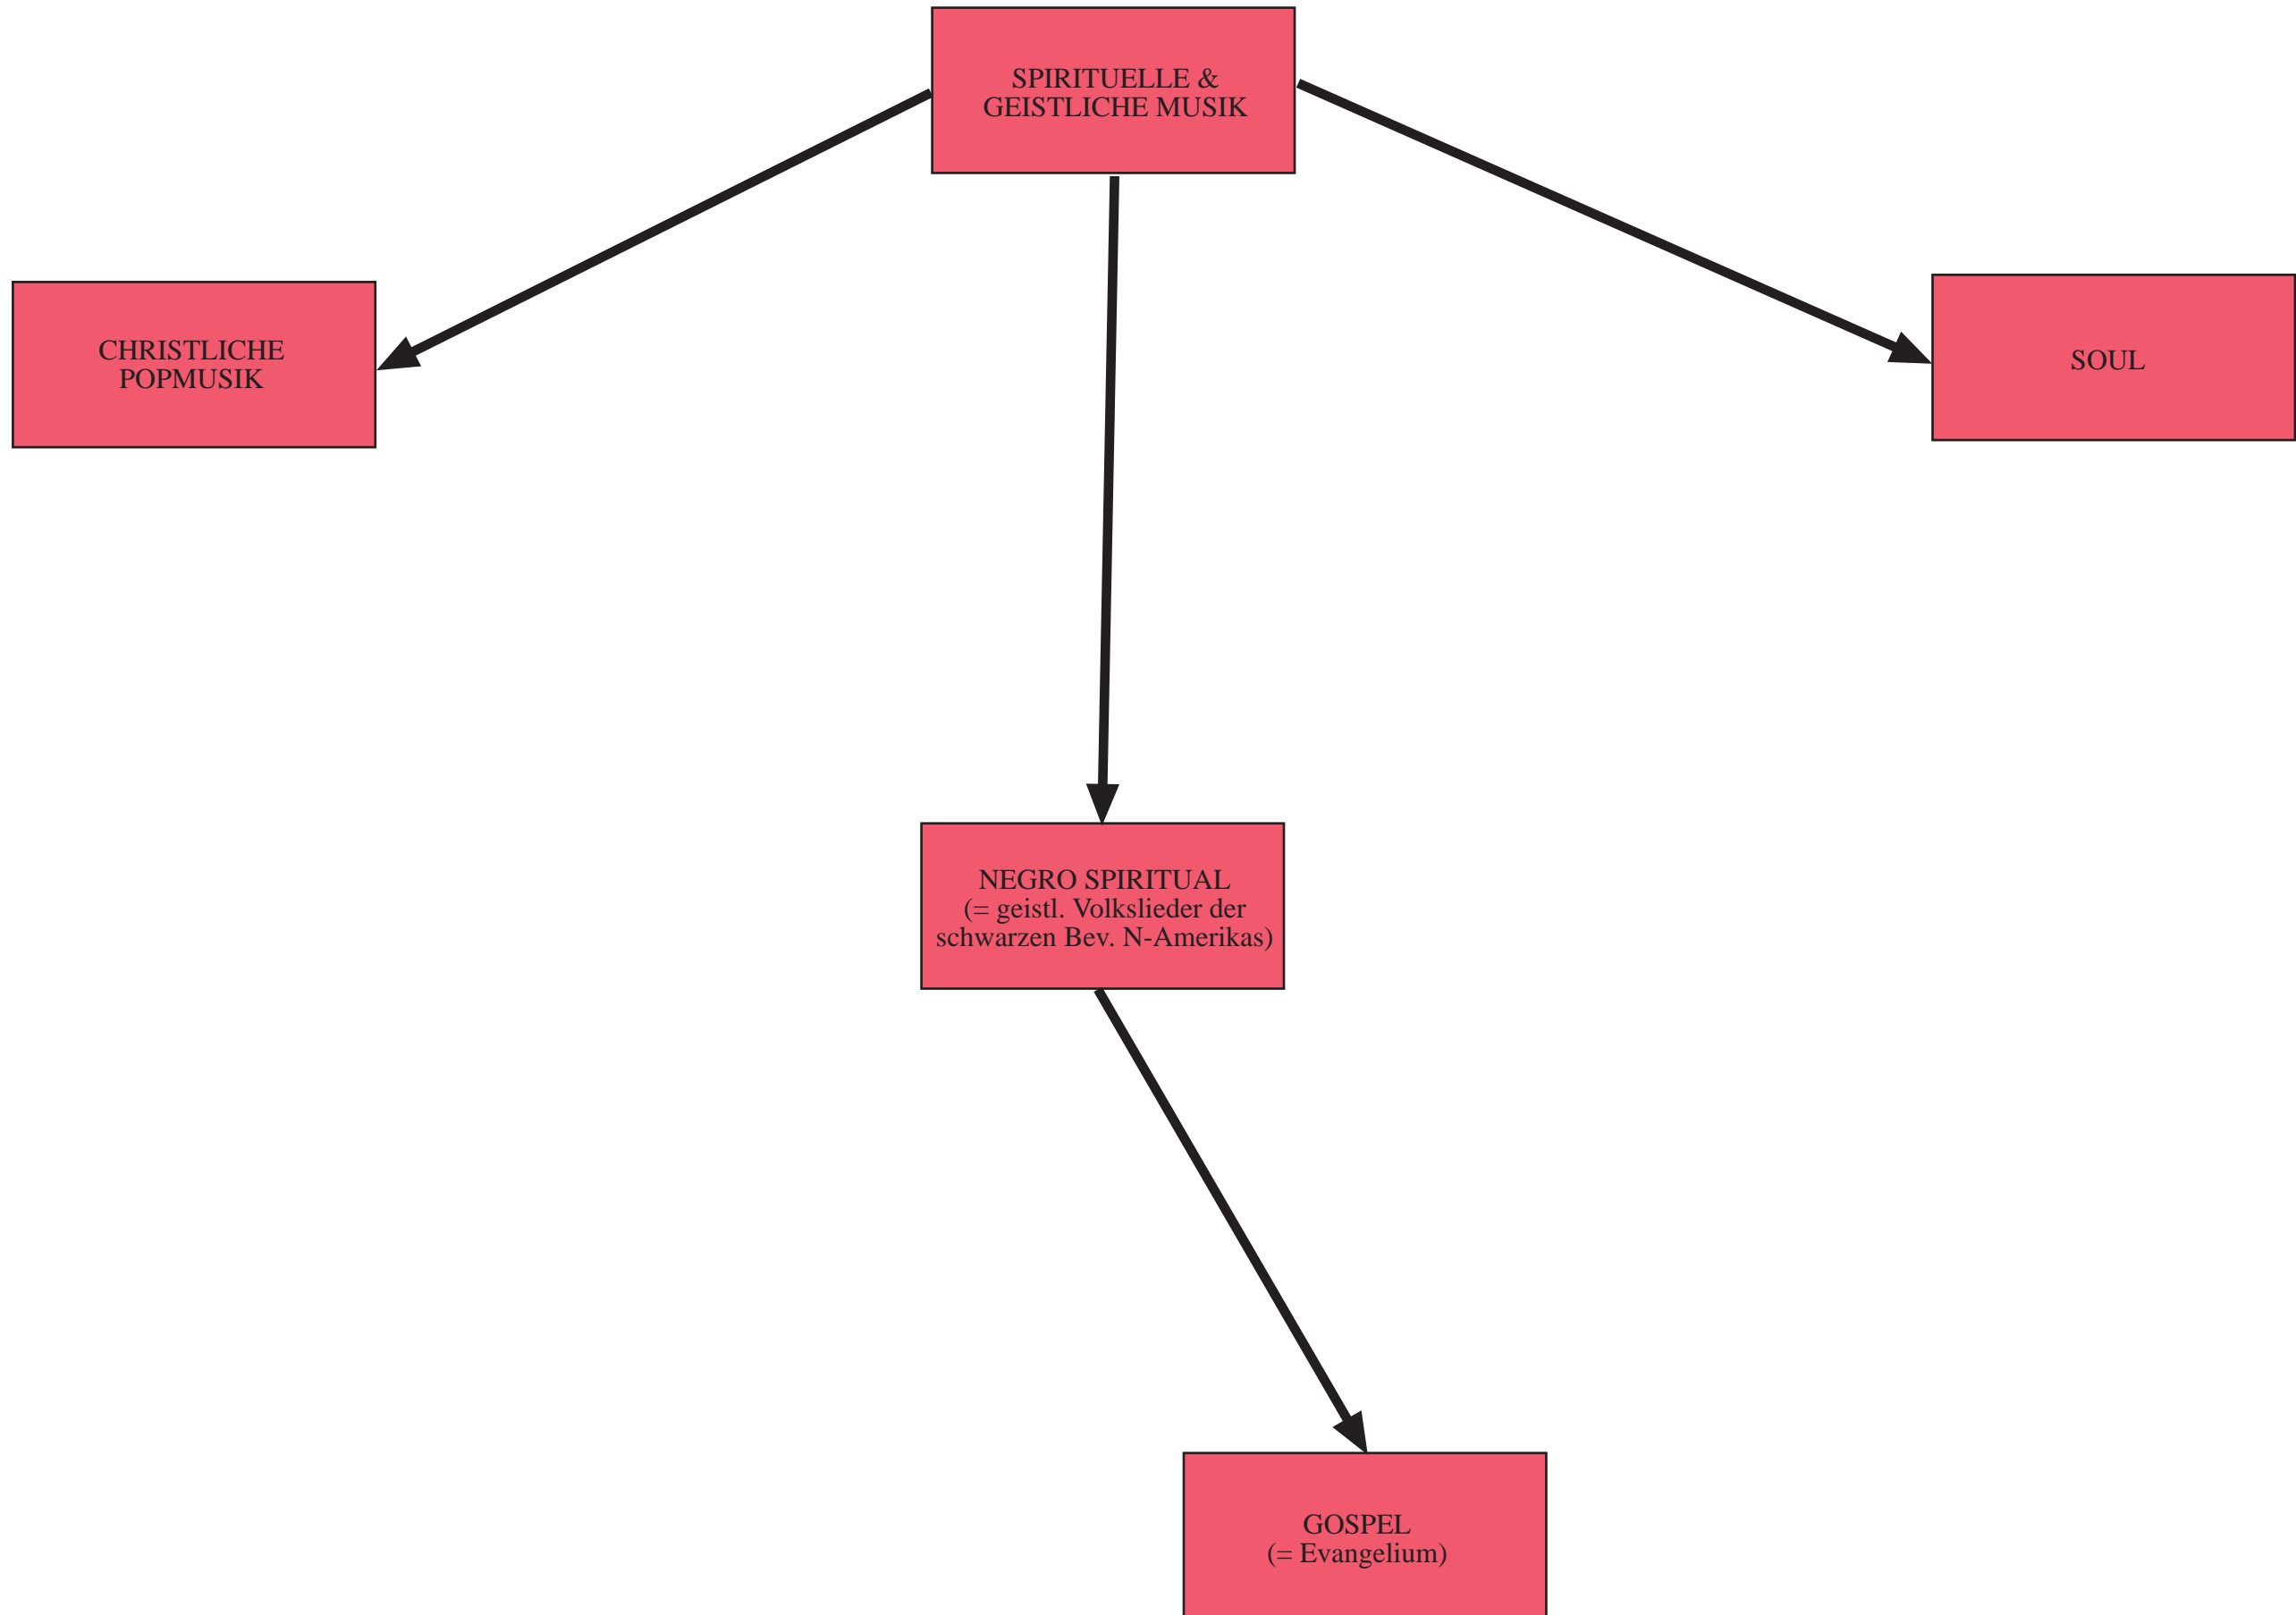 SPIRITUELLE &
GEISTLICHE MUSIK
CHRISTLICHE
POPMUSIK
SOUL
NEGRO SPIRITUAL
(= geistl. Volkslieder der
schwarzen Bev. N-Amerikas)
GOSPEL
(= Evangelium)